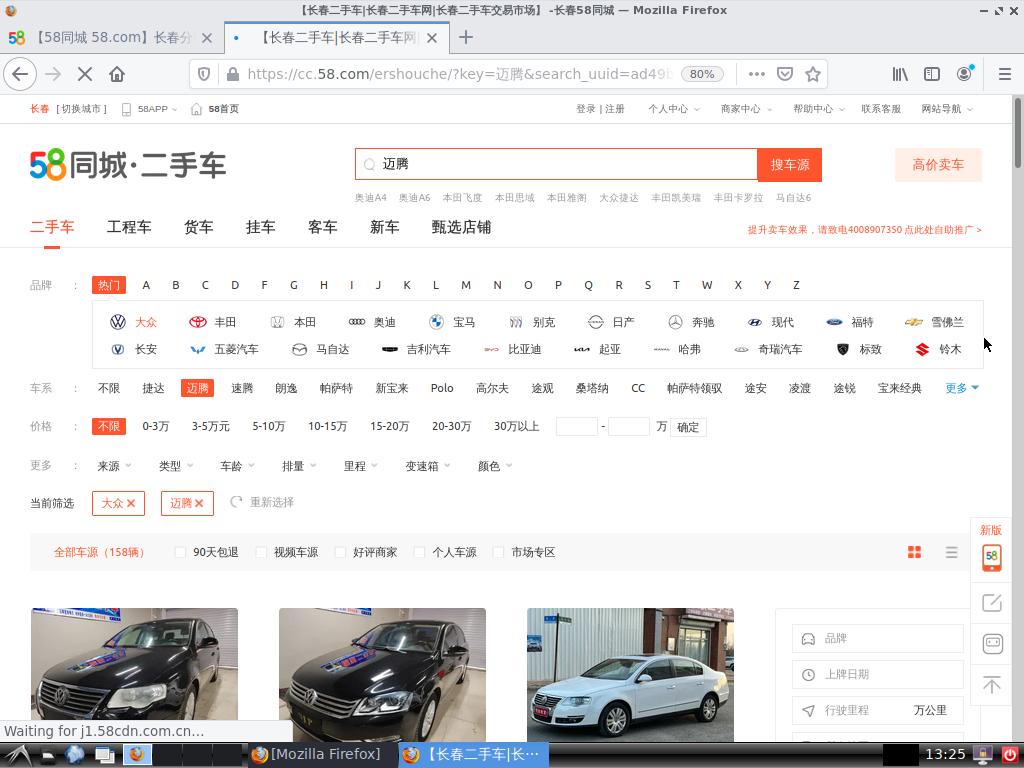 【长春二手车|长春二手车网|长春二手车交易市场】 -长春58同城 — Mozilla Firefox
【58同城 58.com】长春分
【长春二手车|长春二手车网|
https://cc.58.com/ershouche/?key=迈腾&search_uuid=ad49b
80%
长春 [ 切换城市 ] 58APP 58首页 登录 | 注册 个人中心 商家中心 帮助中心 联系客服 网站导航
58同城·二手车
迈腾 搜车源 高价卖车
奥迪A4 奥迪A6 本田飞度 本田思域 本田雅阁 大众捷达 丰田凯美瑞 丰田卡罗拉 马自达6
二手车 工程车 货车 挂车 客车 新车 甄选店铺 提升卖车效果，请致电4008907350 点此处自助推广 >
品牌 : 热门 A B C D F G H I J K L M N O P Q R S T W X Y Z
大众 丰田 本田 奥迪 宝马 别克 日产 奔驰 现代 福特 雪佛兰
长安 五菱汽车 马自达 吉利汽车 比亚迪 起亚 哈弗 奇瑞汽车 标致 铃木
车系 : 不限 捷达 迈腾 速腾 朗逸 帕萨特 新宝来 Polo 高尔夫 途观 桑塔纳 CC 帕萨特领驭 途安 凌渡 途锐 宝来经典 更多
价格 : 不限 0-3万 3-5万元 5-10万 10-15万 15-20万 20-30万 30万以上 - 万 确定
更多 : 来源 类型 车龄 排量 里程 变速箱 颜色
当前筛选 大众 迈腾 重新选择
新版
全部车源（158辆） 90天包退 视频车源 好评商家 个人车源 市场专区
58
品牌
上牌日期
行驶里程 万公里
Waiting for j1.58cdn.com.cn…
[Mozilla Firefox] 【长春二手车|长… 13:25